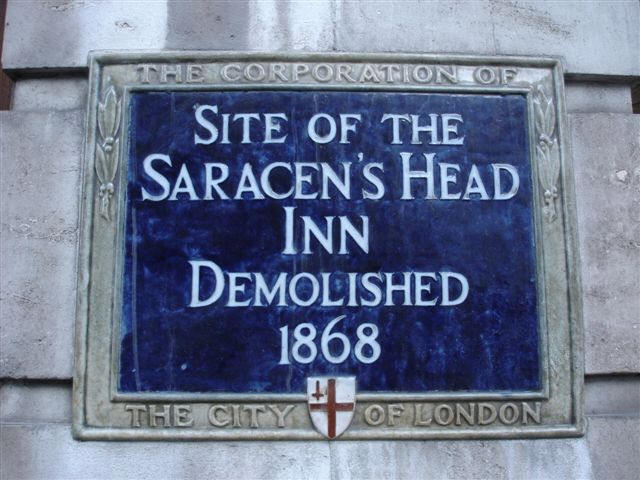 THE CORPORATION OF
SITE OF THE
SARACEN'S HEAD
INN
DEMOLISHED
1868
THE CITY OF LONDON